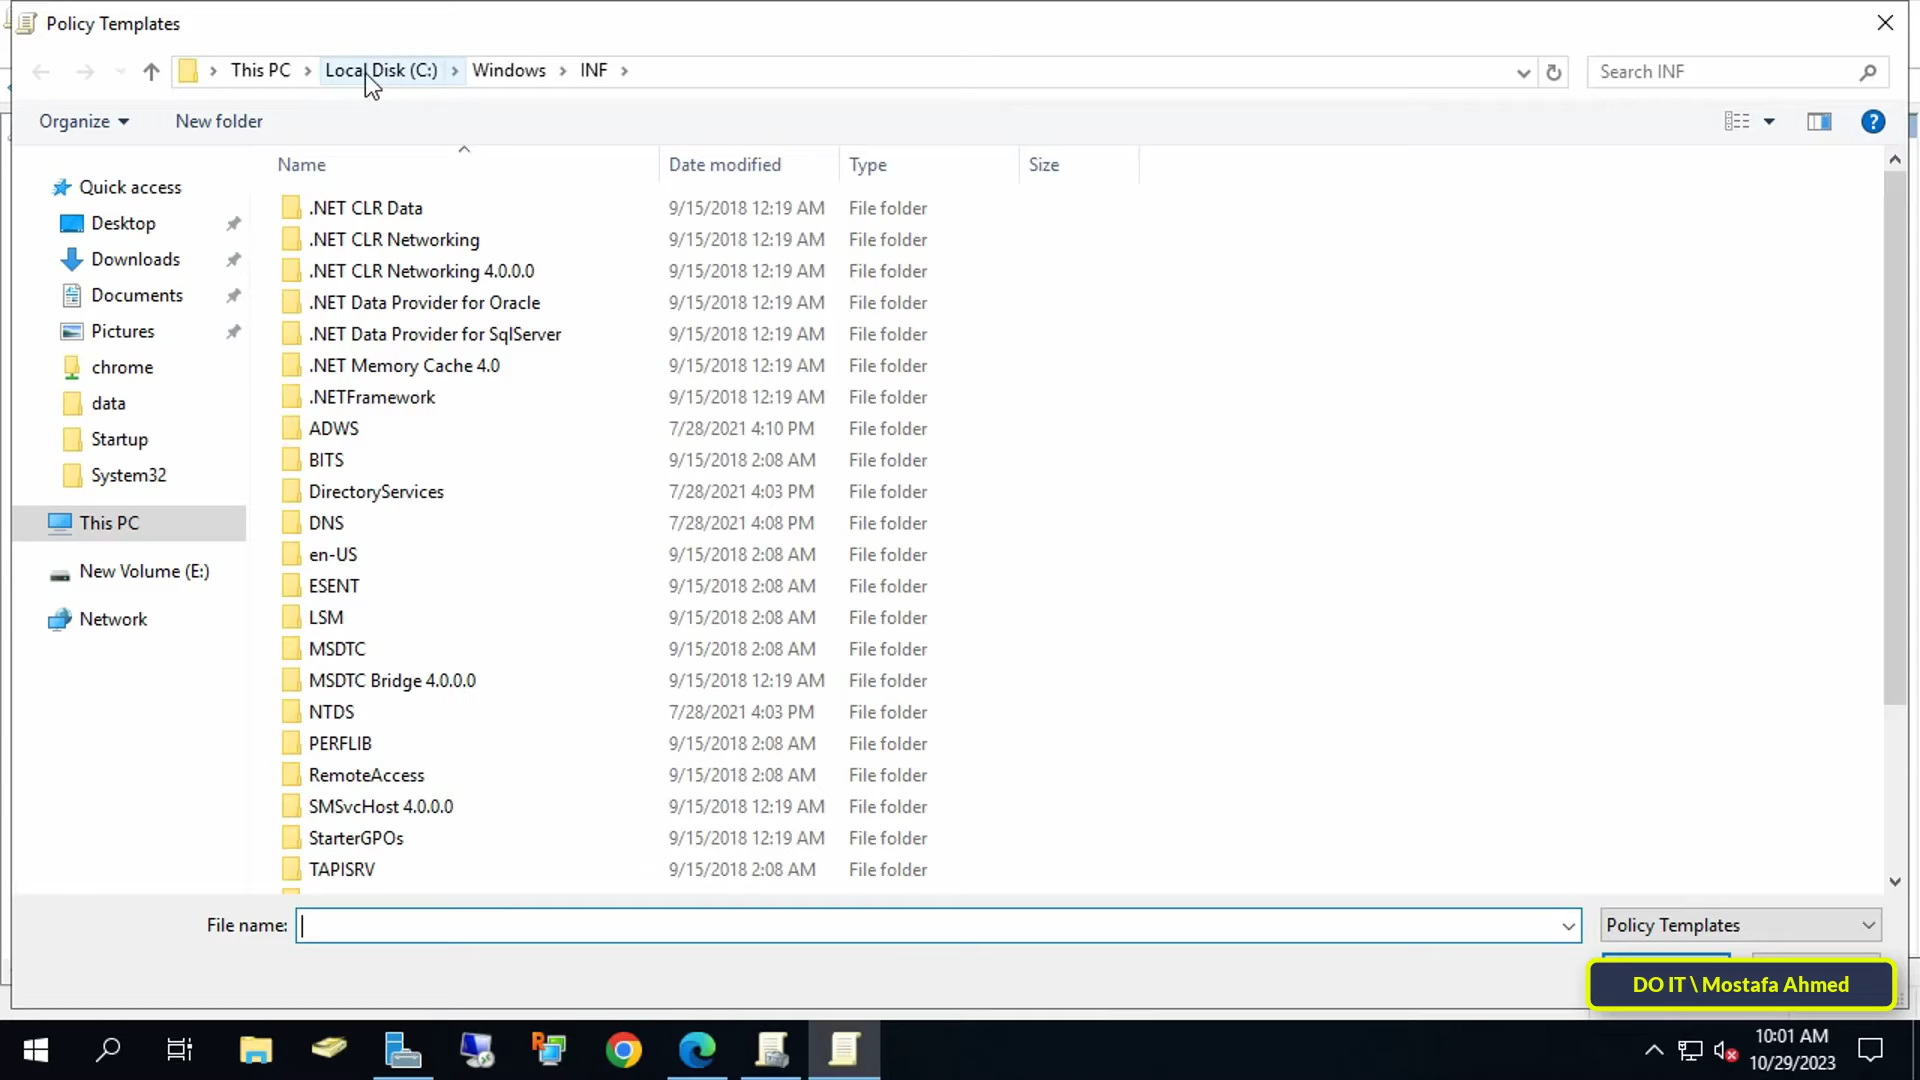 Policy Templates
This PC
Local Disk (C:)
Windows
INF
Search INF
Organize
New folder
Name
Date modified
Type
Size
Quick access
Desktop
Downloads
Documents
Pictures
chrome
data
Startup
System32
This PC
New Volume (E:)
Network
.NET CLR Data 9/15/2018 12:19 AM File folder
.NET CLR Networking 9/15/2018 12:19 AM File folder
.NET CLR Networking 4.0.0.0 9/15/2018 12:19 AM File folder
.NET Data Provider for Oracle 9/15/2018 12:19 AM File folder
.NET Data Provider for SqlServer 9/15/2018 12:19 AM File folder
.NET Memory Cache 4.0 9/15/2018 12:19 AM File folder
.NETFramework 9/15/2018 12:19 AM File folder
ADWS 7/28/2021 4:10 PM File folder
BITS 9/15/2018 2:08 AM File folder
DirectoryServices 7/28/2021 4:03 PM File folder
DNS 7/28/2021 4:08 PM File folder
en-US 9/15/2018 2:08 AM File folder
ESENT 9/15/2018 2:08 AM File folder
LSM 9/15/2018 2:08 AM File folder
MSDTC 9/15/2018 2:08 AM File folder
MSDTC Bridge 4.0.0.0 9/15/2018 12:19 AM File folder
NTDS 7/28/2021 4:03 PM File folder
PERFLIB 9/15/2018 2:08 AM File folder
RemoteAccess 9/15/2018 2:08 AM File folder
SMSvcHost 4.0.0.0 9/15/2018 12:19 AM File folder
StarterGPOs 9/15/2018 12:19 AM File folder
TAPISRV 9/15/2018 2:08 AM File folder
File name:
Policy Templates
DO IT \ Mostafa Ahmed
10:01 AM
10/29/2023